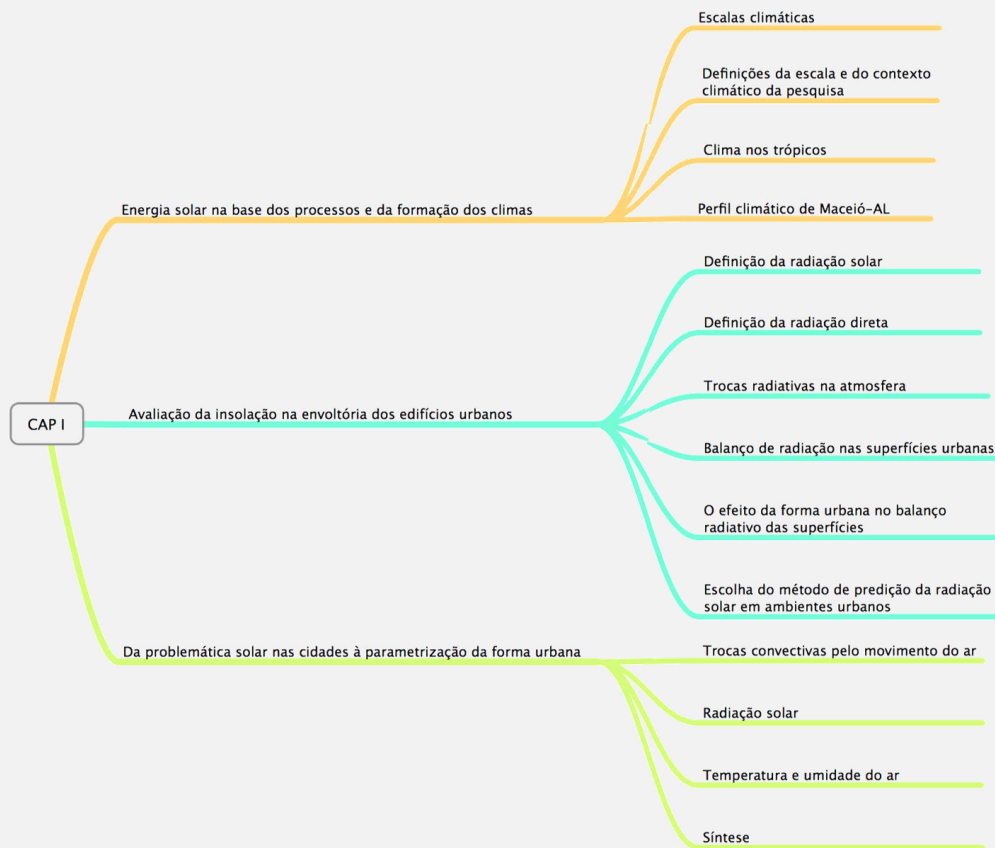 Escalas climáticas
Definições da escala e do contexto
climático da pesquisa
Clima nos trópicos
Energia solar na base dos processos e da formação dos climas
Perfil climático de Maceió-AL
Definição da radiação solar
Definição da radiação direta
Trocas radiativas na atmosfera
CAP I
Avaliação da insolação na envoltória dos edifícios urbanos
Balanço de radiação nas superfícies urbanas
O efeito da forma urbana no balanço
radiativo das superfícies
Escolha do método de predição da radiação
solar em ambientes urbanos
Da problemática solar nas cidades à parametrização da forma urbana
Trocas convectivas pelo movimento do ar
Radiação solar
Temperatura e umidade do ar
Síntese